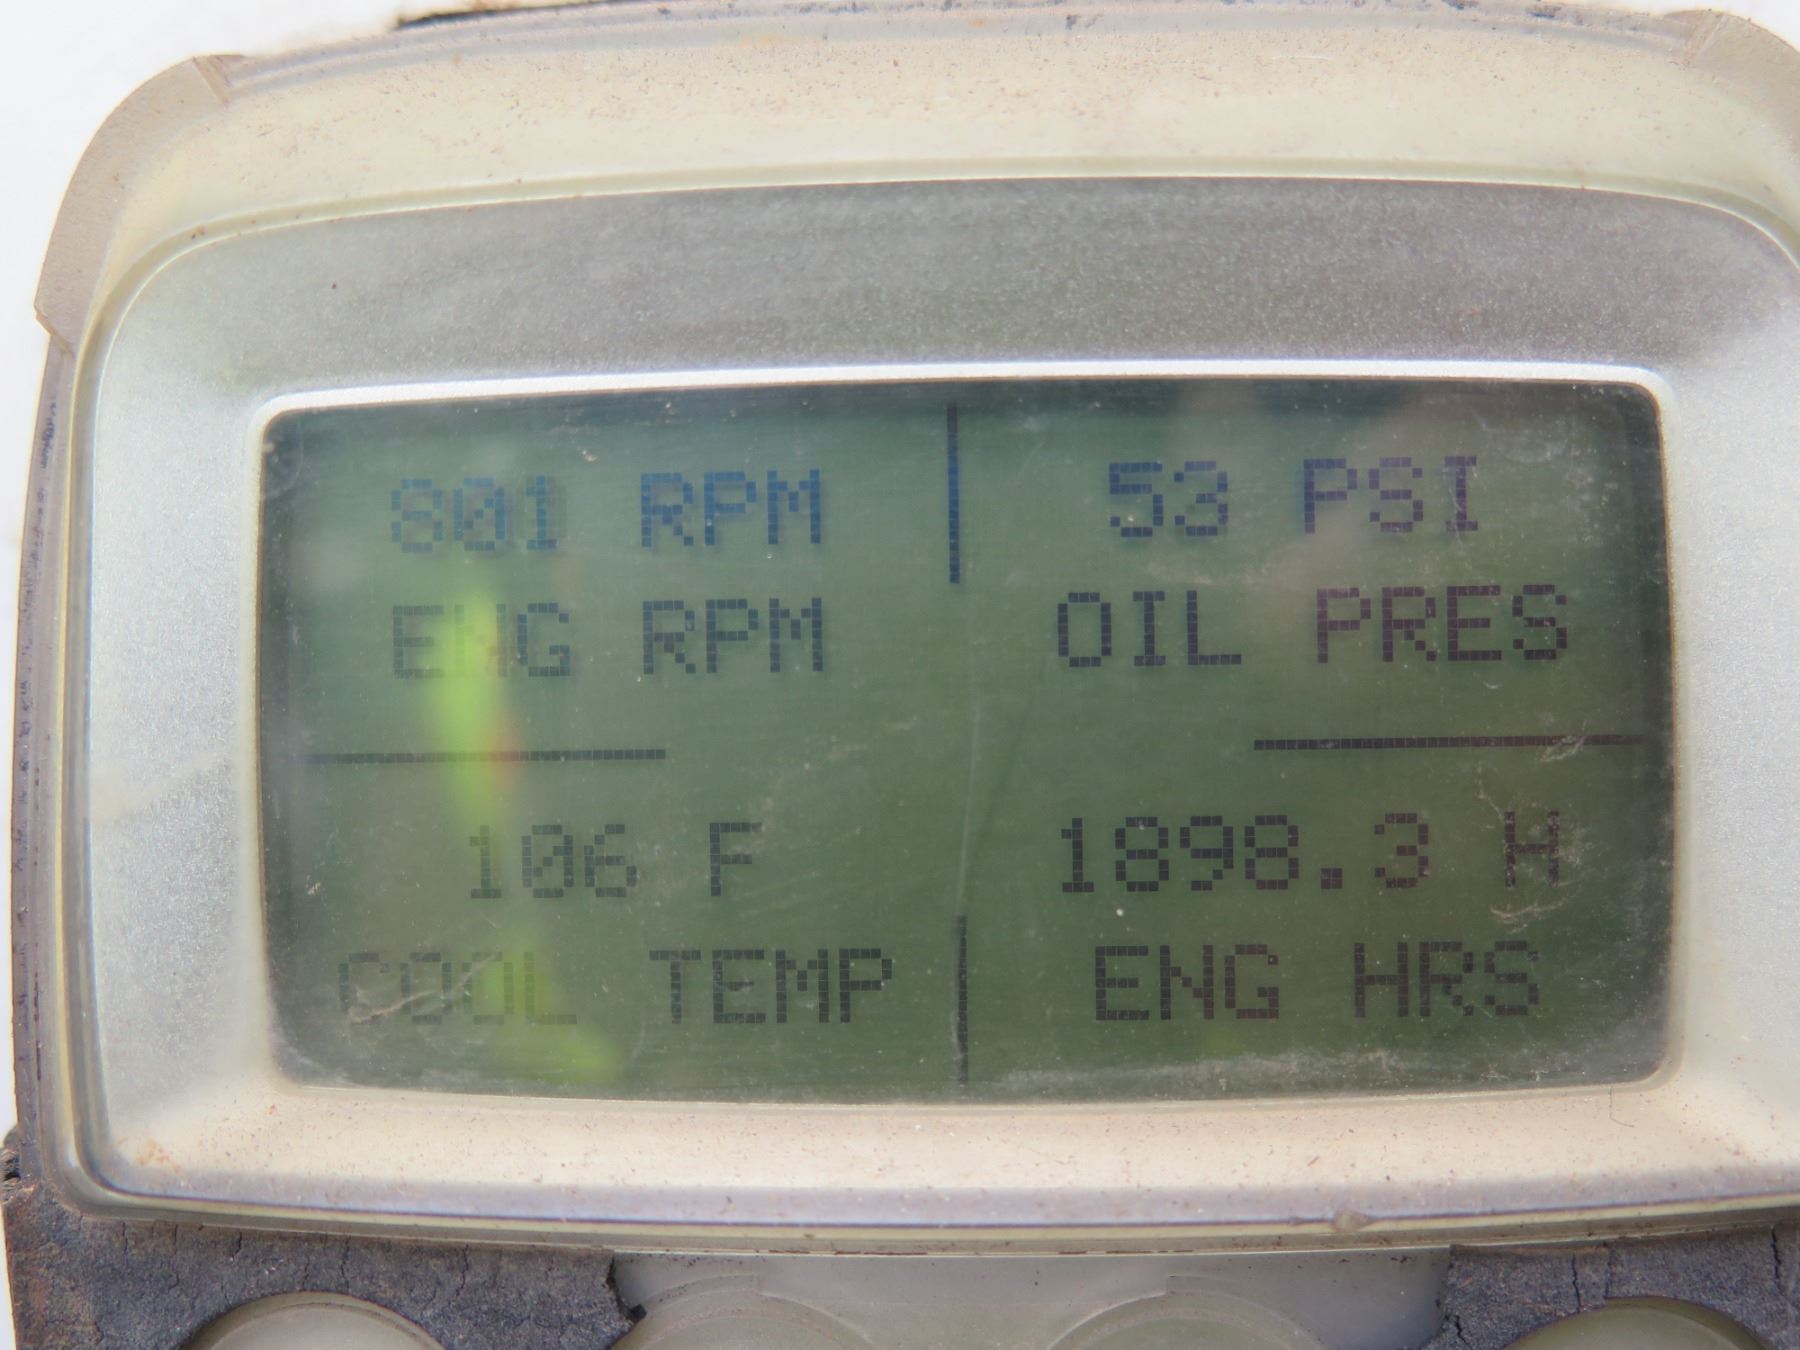 801 RPM
ENG RPM
53 PSI
OIL PRES
106 F
COOL TEMP
1898.3 H
ENG HRS